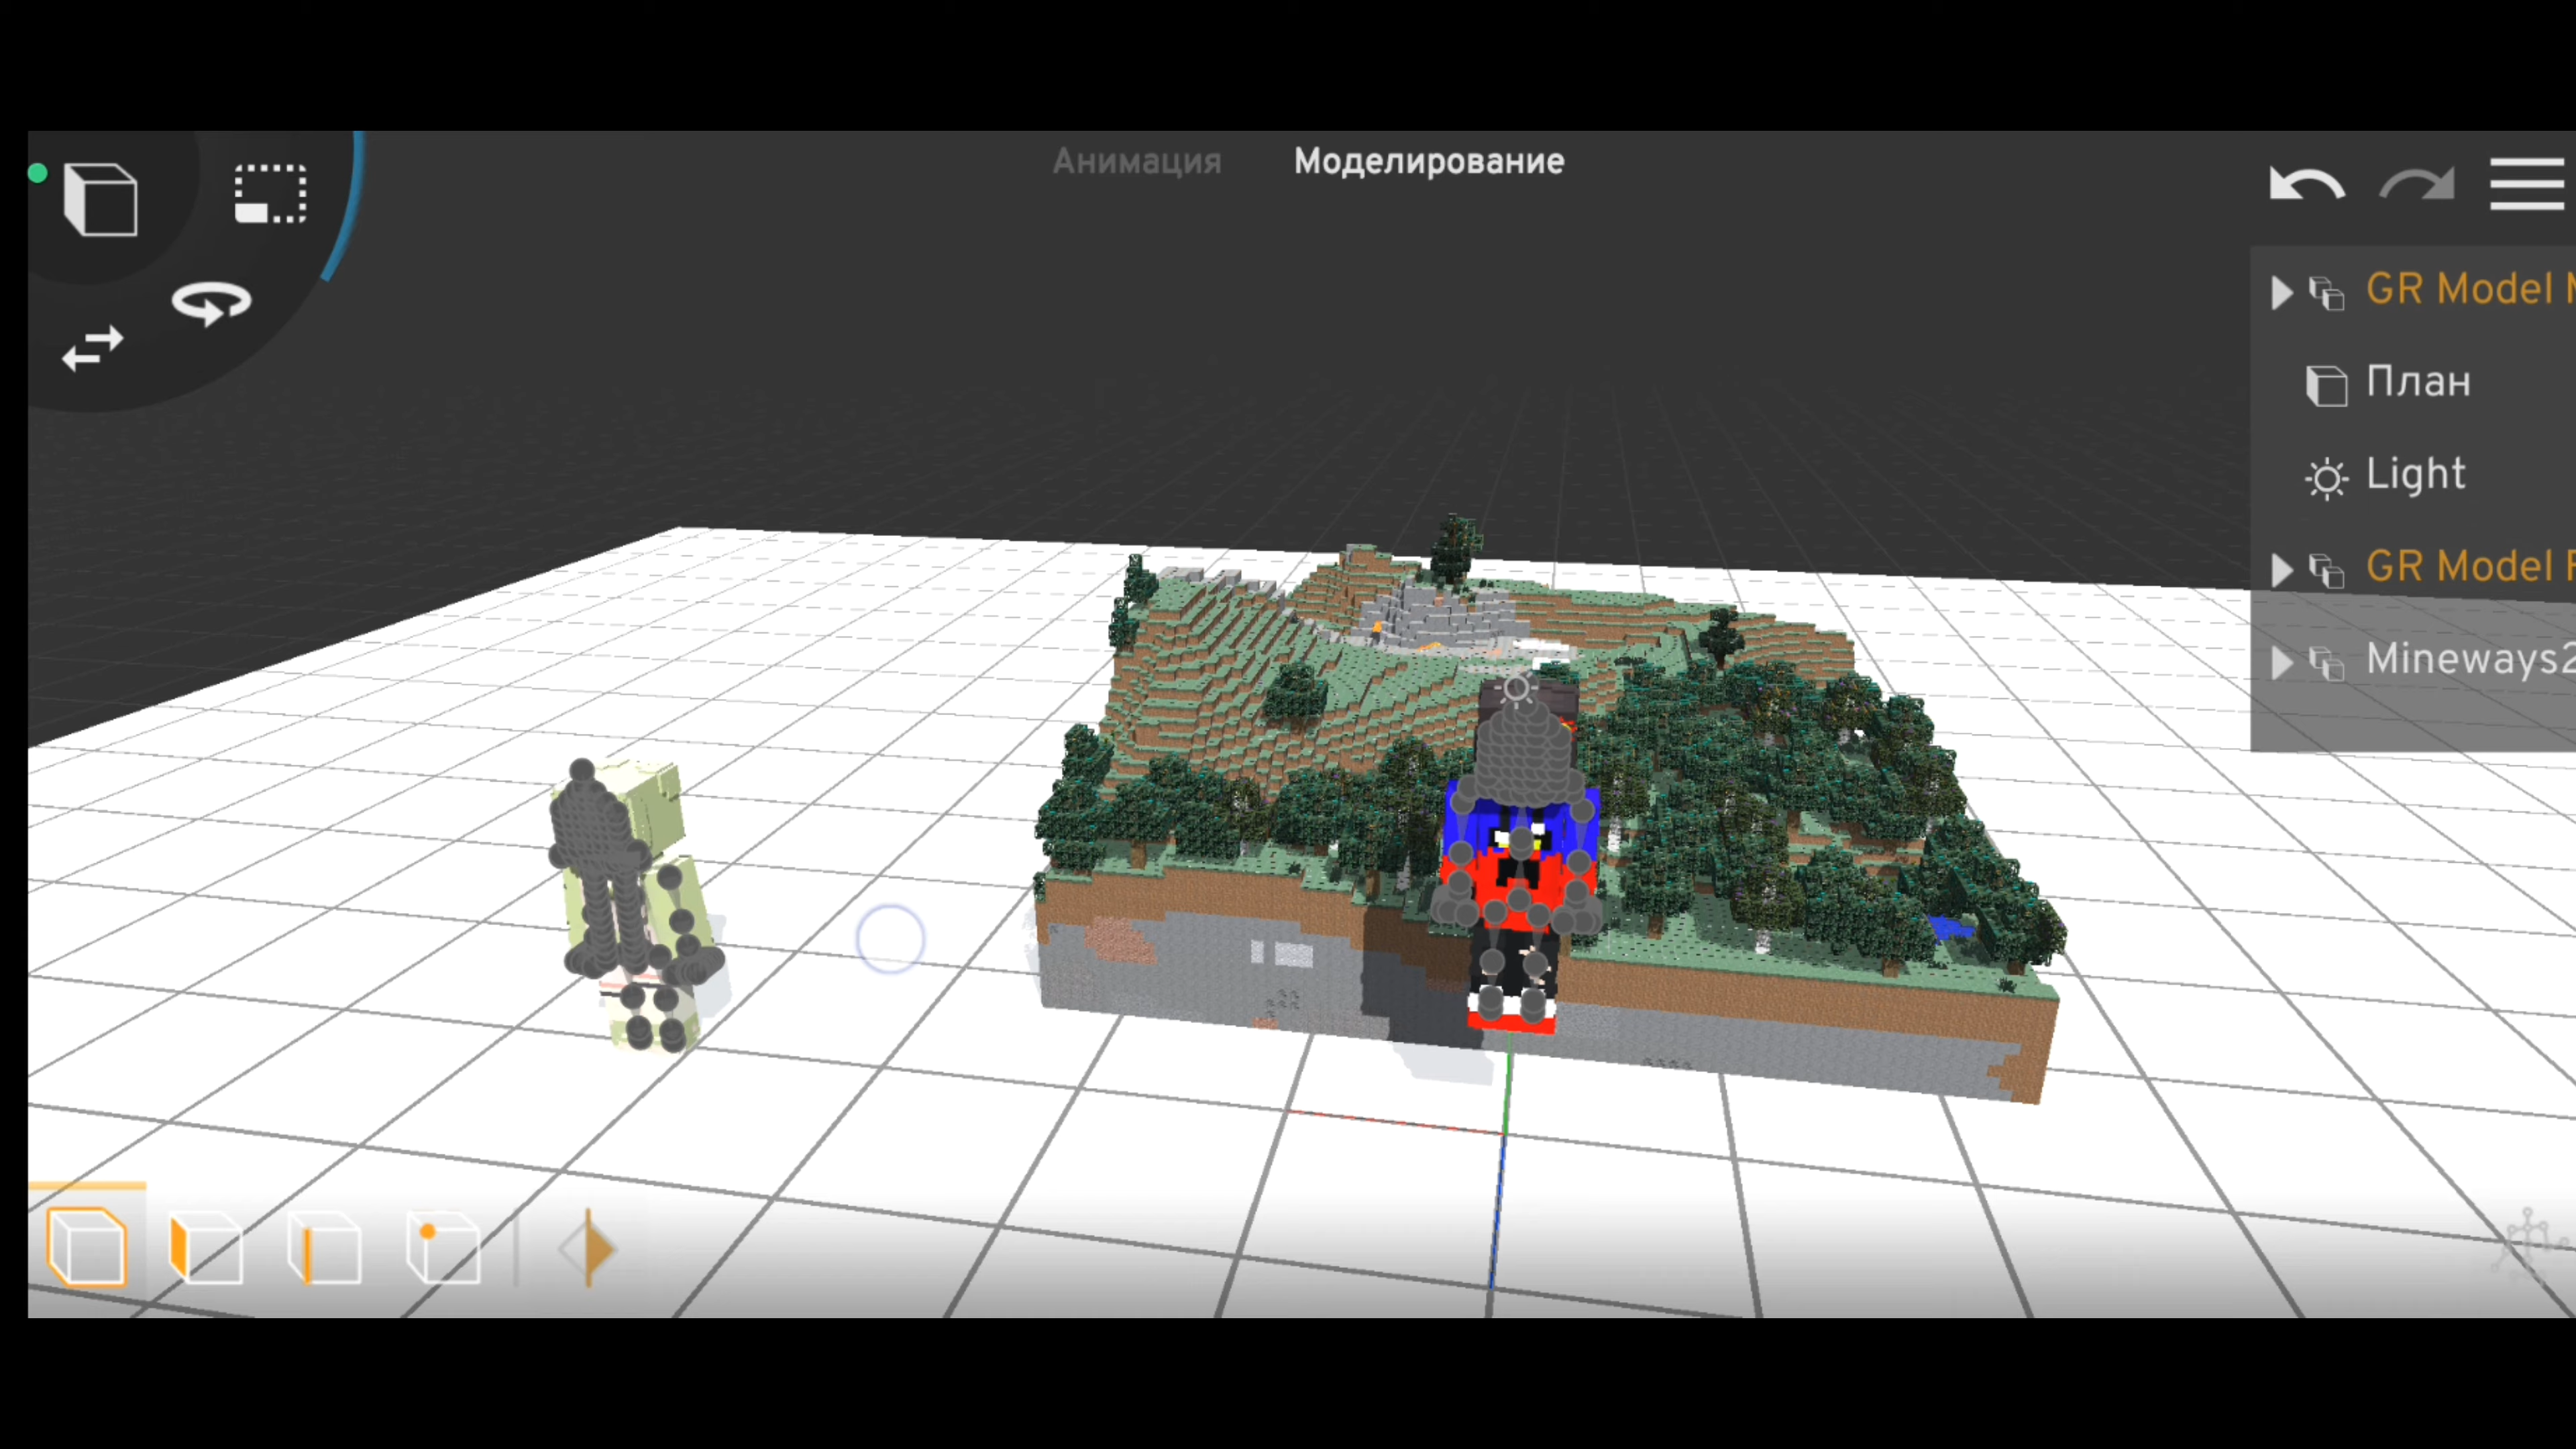 Анимация Моделирование
GR Model
План
Light
GR Model
Mineways2